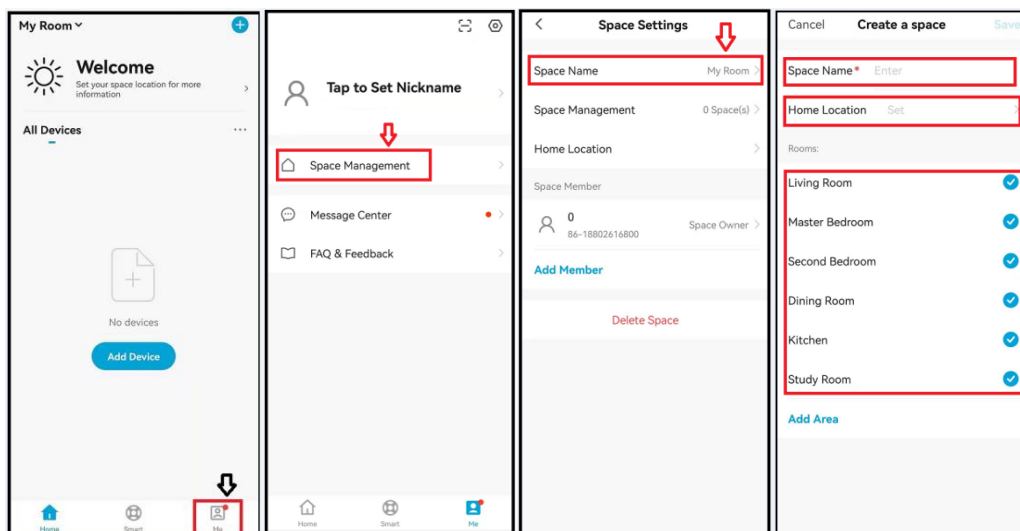 My Room
Welcome
Set your space location for more
information
All Devices
No devices
Add Device
Home
Smart
Me
Tap to Set Nickname
Space Management
Message Center
FAQ & Feedback
Home
Smart
Me
Space Settings
Space Name
My Room
Space Management
0 Space(s)
Home Location
Space Member
0
86-18802616800
Space Owner
Add Member
Delete Space
Cancel
Create a space
Save
Space Name*
Enter
Home Location
Set
Rooms:
Living Room
Master Bedroom
Second Bedroom
Dining Room
Kitchen
Study Room
Add Area